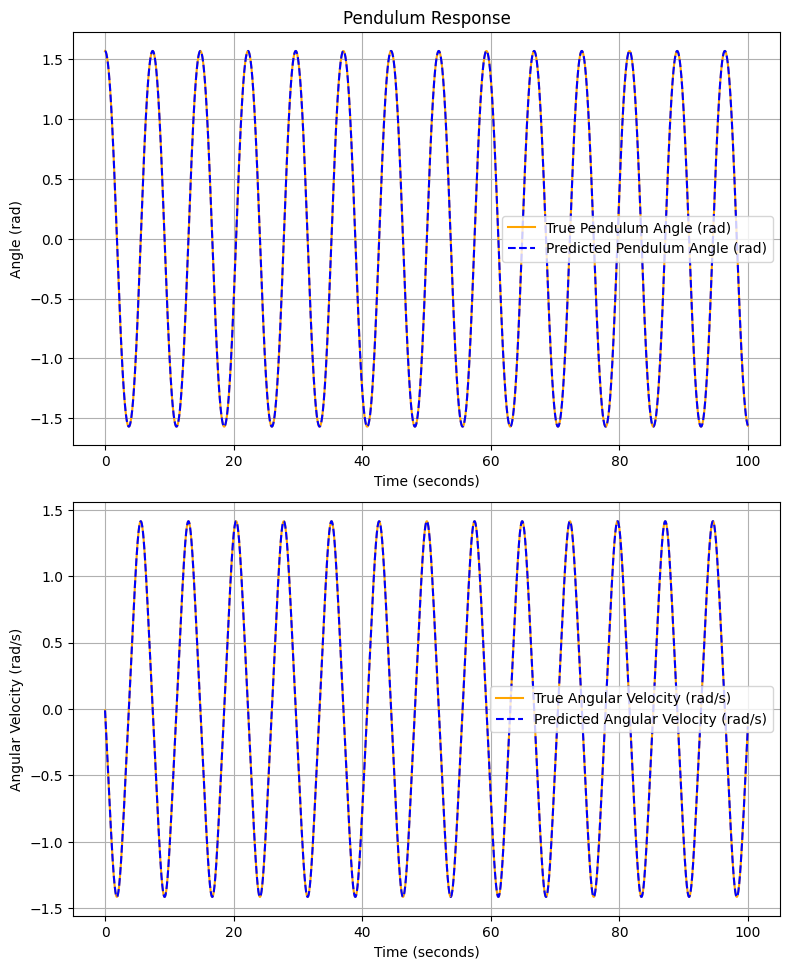 Pendulum Response
1.5
1.0
0.5
0.0
−0.5
−1.0
−1.5
Angle (rad)
True Pendulum Angle (rad)
Predicted Pendulum Angle (rad)
0 20 40 60 80 100
Time (seconds)
1.5
1.0
0.5
0.0
−0.5
−1.0
−1.5
Angular Velocity (rad/s)
True Angular Velocity (rad/s)
Predicted Angular Velocity (rad/s)
0 20 40 60 80 100
Time (seconds)